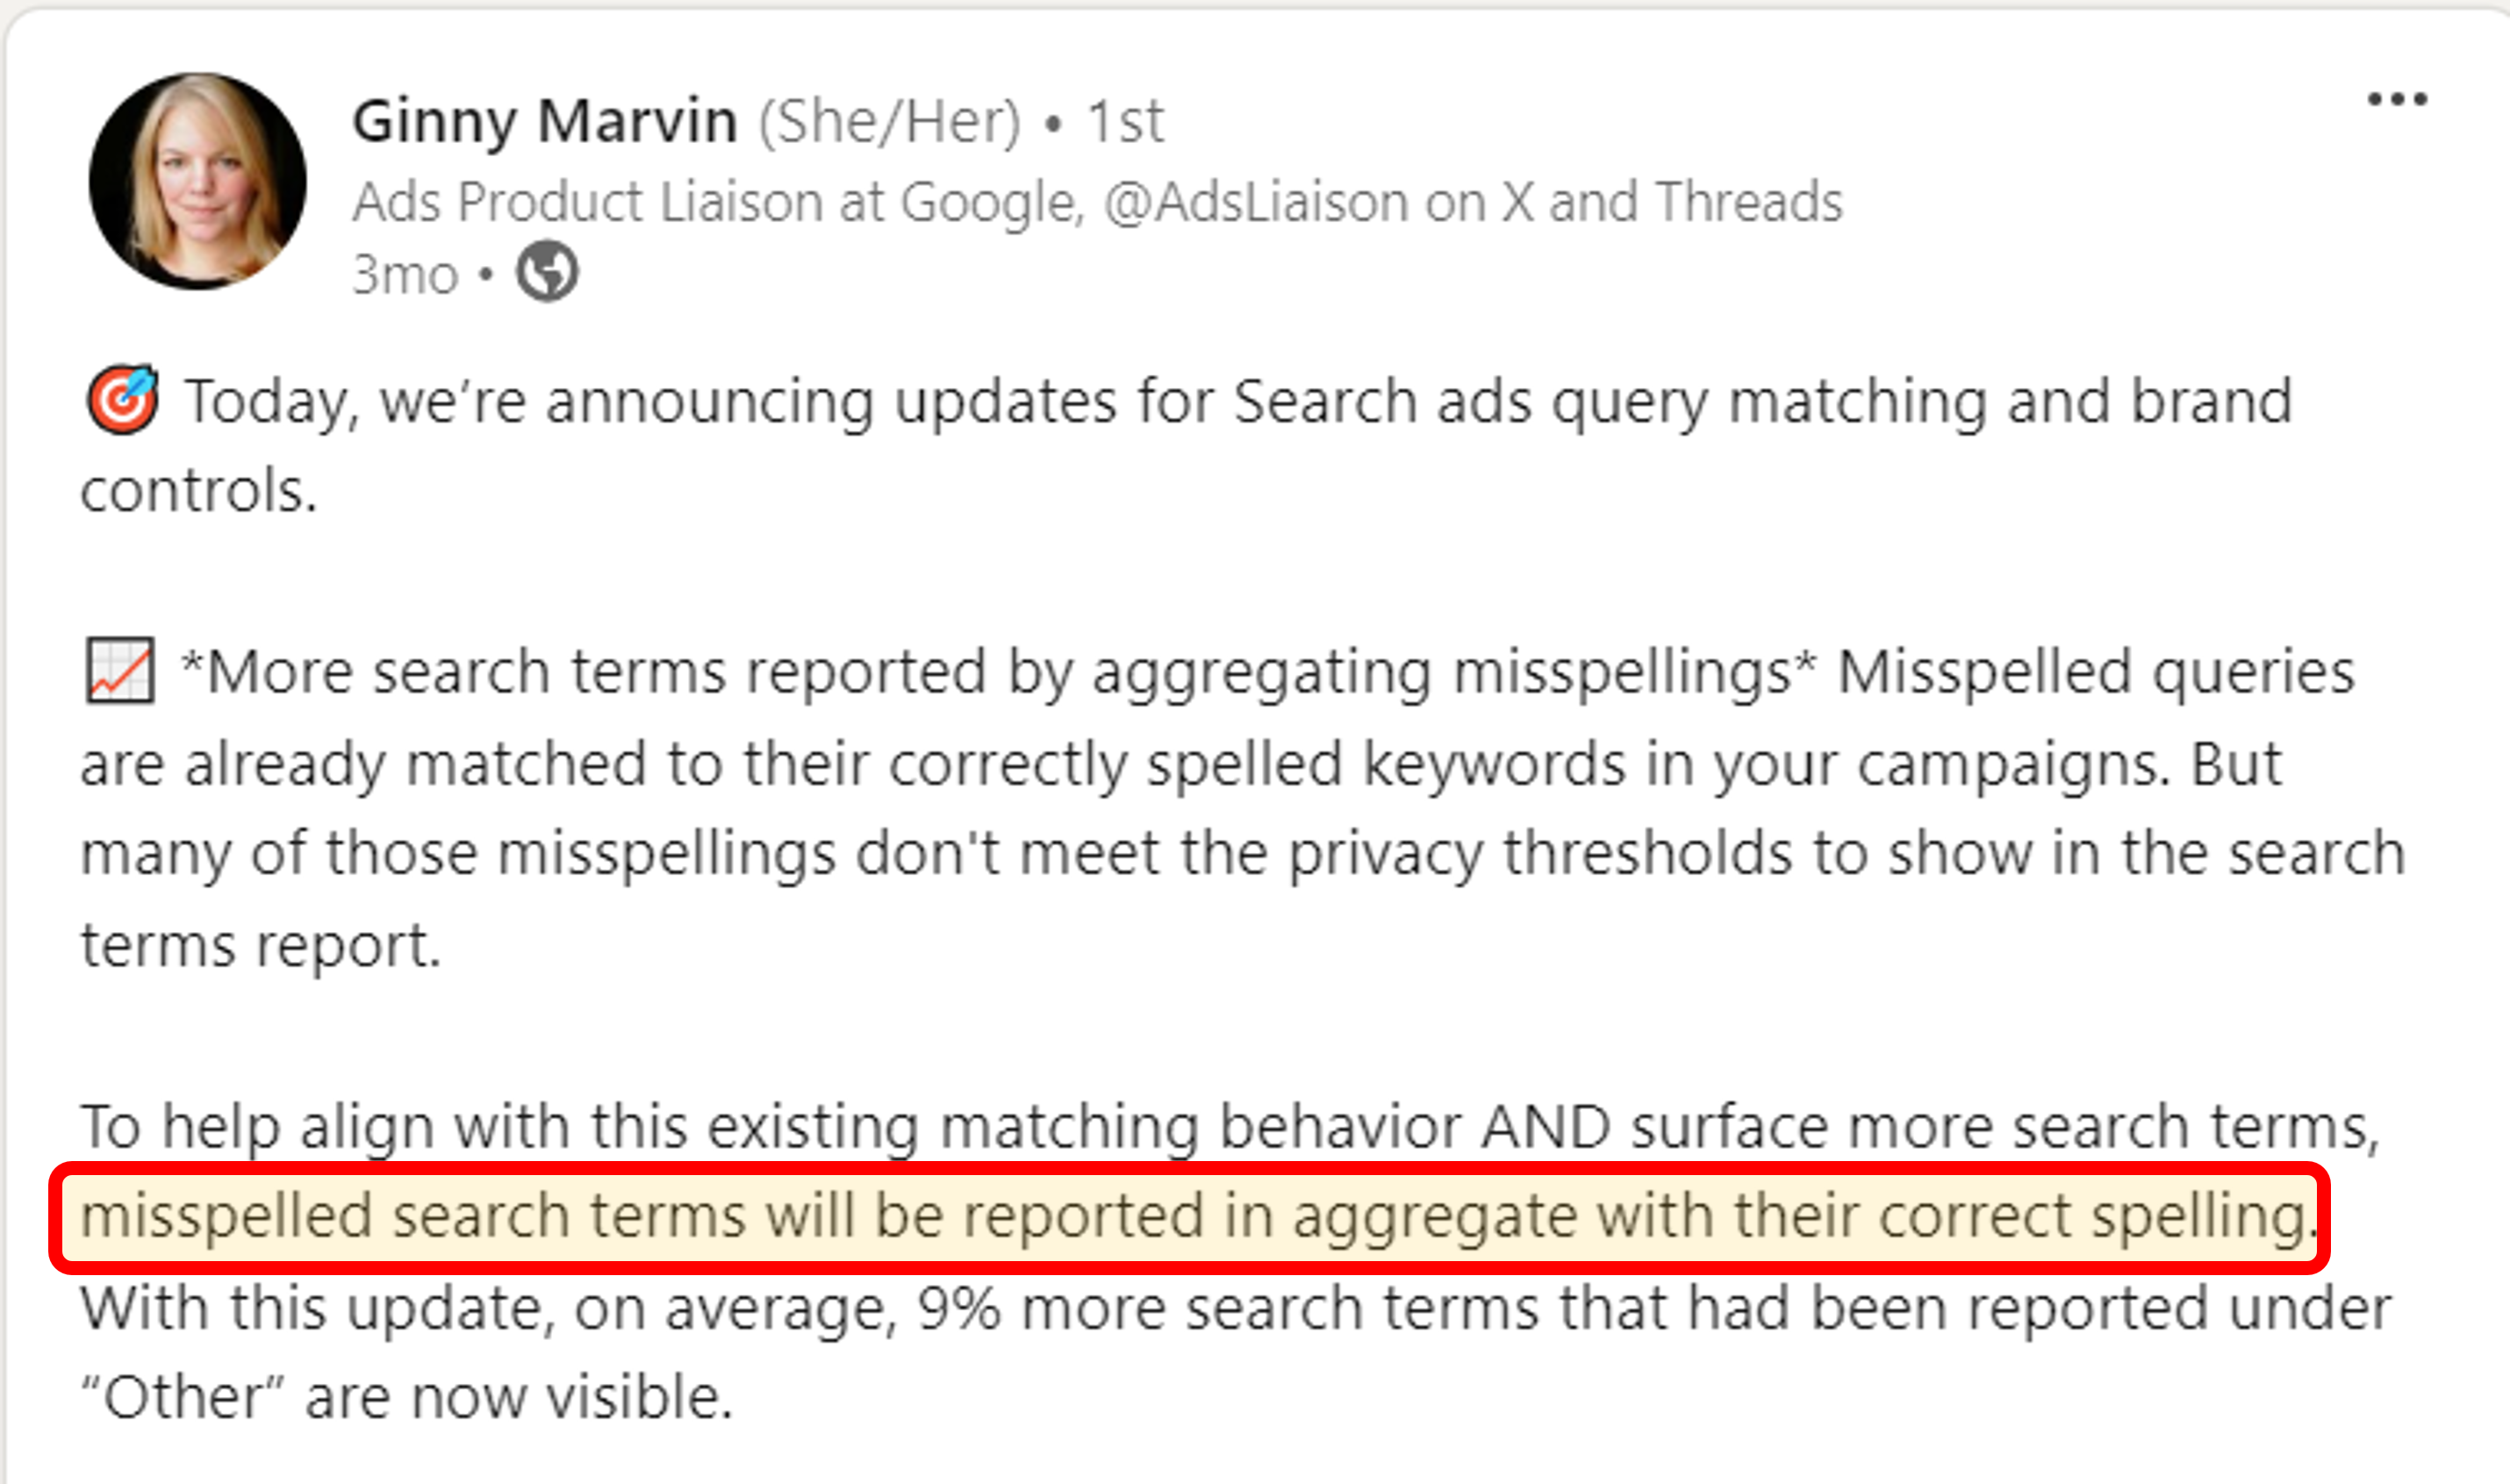 Ginny Marvin (She/Her) • 1st
Ads Product Liaison at Google, @AdsLiaison on X and Threads
3mo •
🎯 Today, we’re announcing updates for Search ads query matching and brand
controls.
📈 *More search terms reported by aggregating misspellings* Misspelled queries
are already matched to their correctly spelled keywords in your campaigns. But
many of those misspellings don't meet the privacy thresholds to show in the search
terms report.
To help align with this existing matching behavior AND surface more search terms,
misspelled search terms will be reported in aggregate with their correct spelling.
With this update, on average, 9% more search terms that had been reported under
“Other” are now visible.